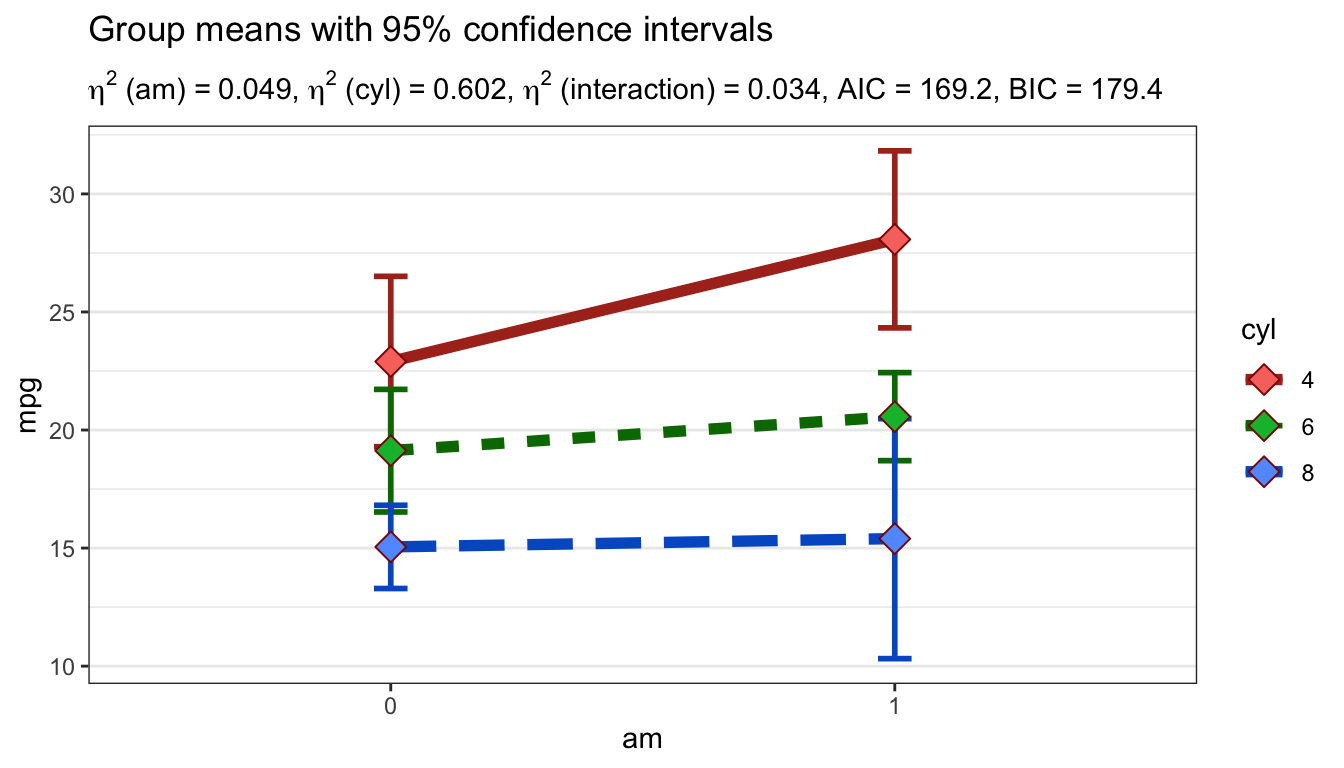 Group means with 95% confidence intervals
η² (am) = 0.049, η² (cyl) = 0.602, η² (interaction) = 0.034, AIC = 169.2, BIC = 179.4
30
25
20
15
10
mpg
0
1
am
cyl
4
6
8